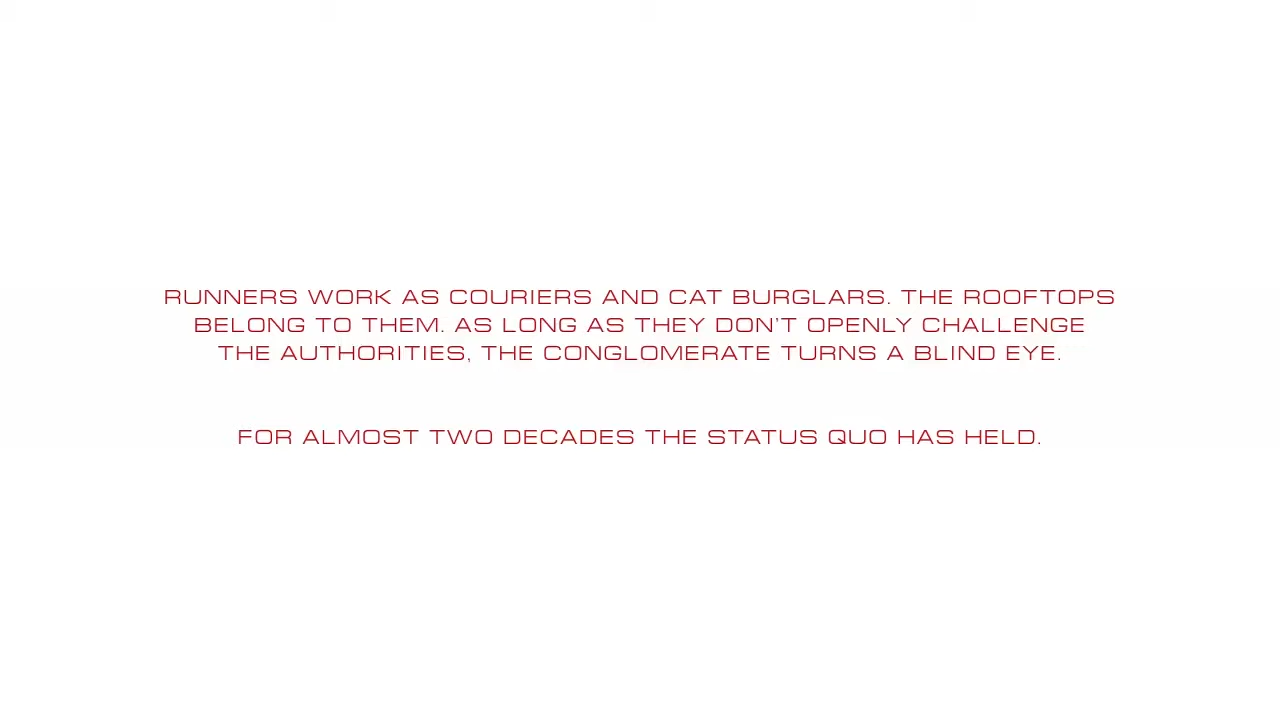 RUNNERS WORK AS COURIERS AND CAT BURGLARS. THE ROOFTOPS
BELONG TO THEM. AS LONG AS THEY DON'T OPENLY CHALLENGE
THE AUTHORITIES, THE CONGLOMERATE TURNS A BLIND EYE.
FOR ALMOST TWO DECADES THE STATUS QUO HAS HELD.